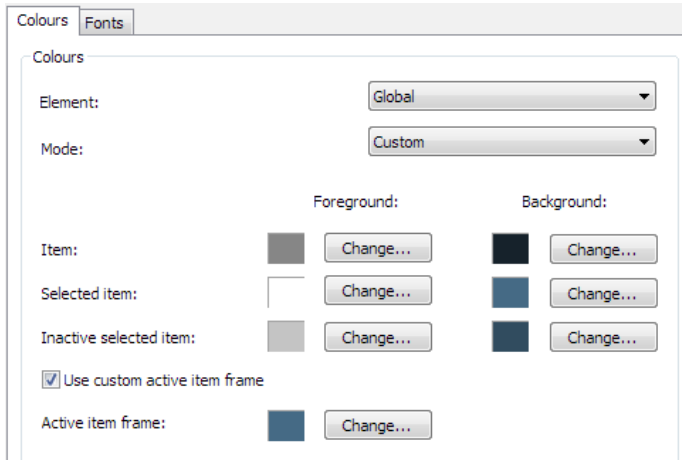 Colours Fonts
Colours
Element: Global
Mode: Custom
Foreground: Background:
Item: Change... Change...
Selected item: Change... Change...
Inactive selected item: Change... Change...
Use custom active item frame
Active item frame: Change...